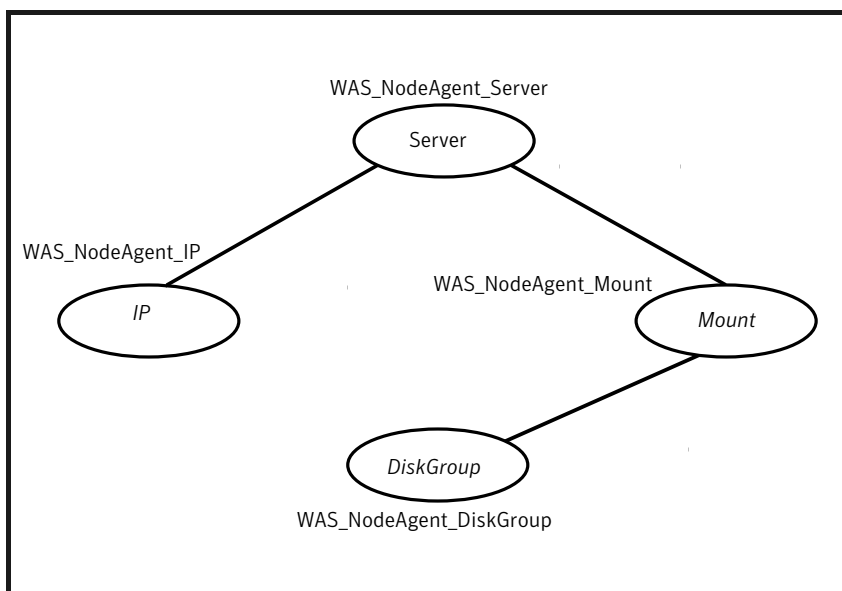 WAS_NodeAgent_Server
Server
WAS_NodeAgent_IP
IP
WAS_NodeAgent_Mount
Mount
DiskGroup
WAS_NodeAgent_DiskGroup